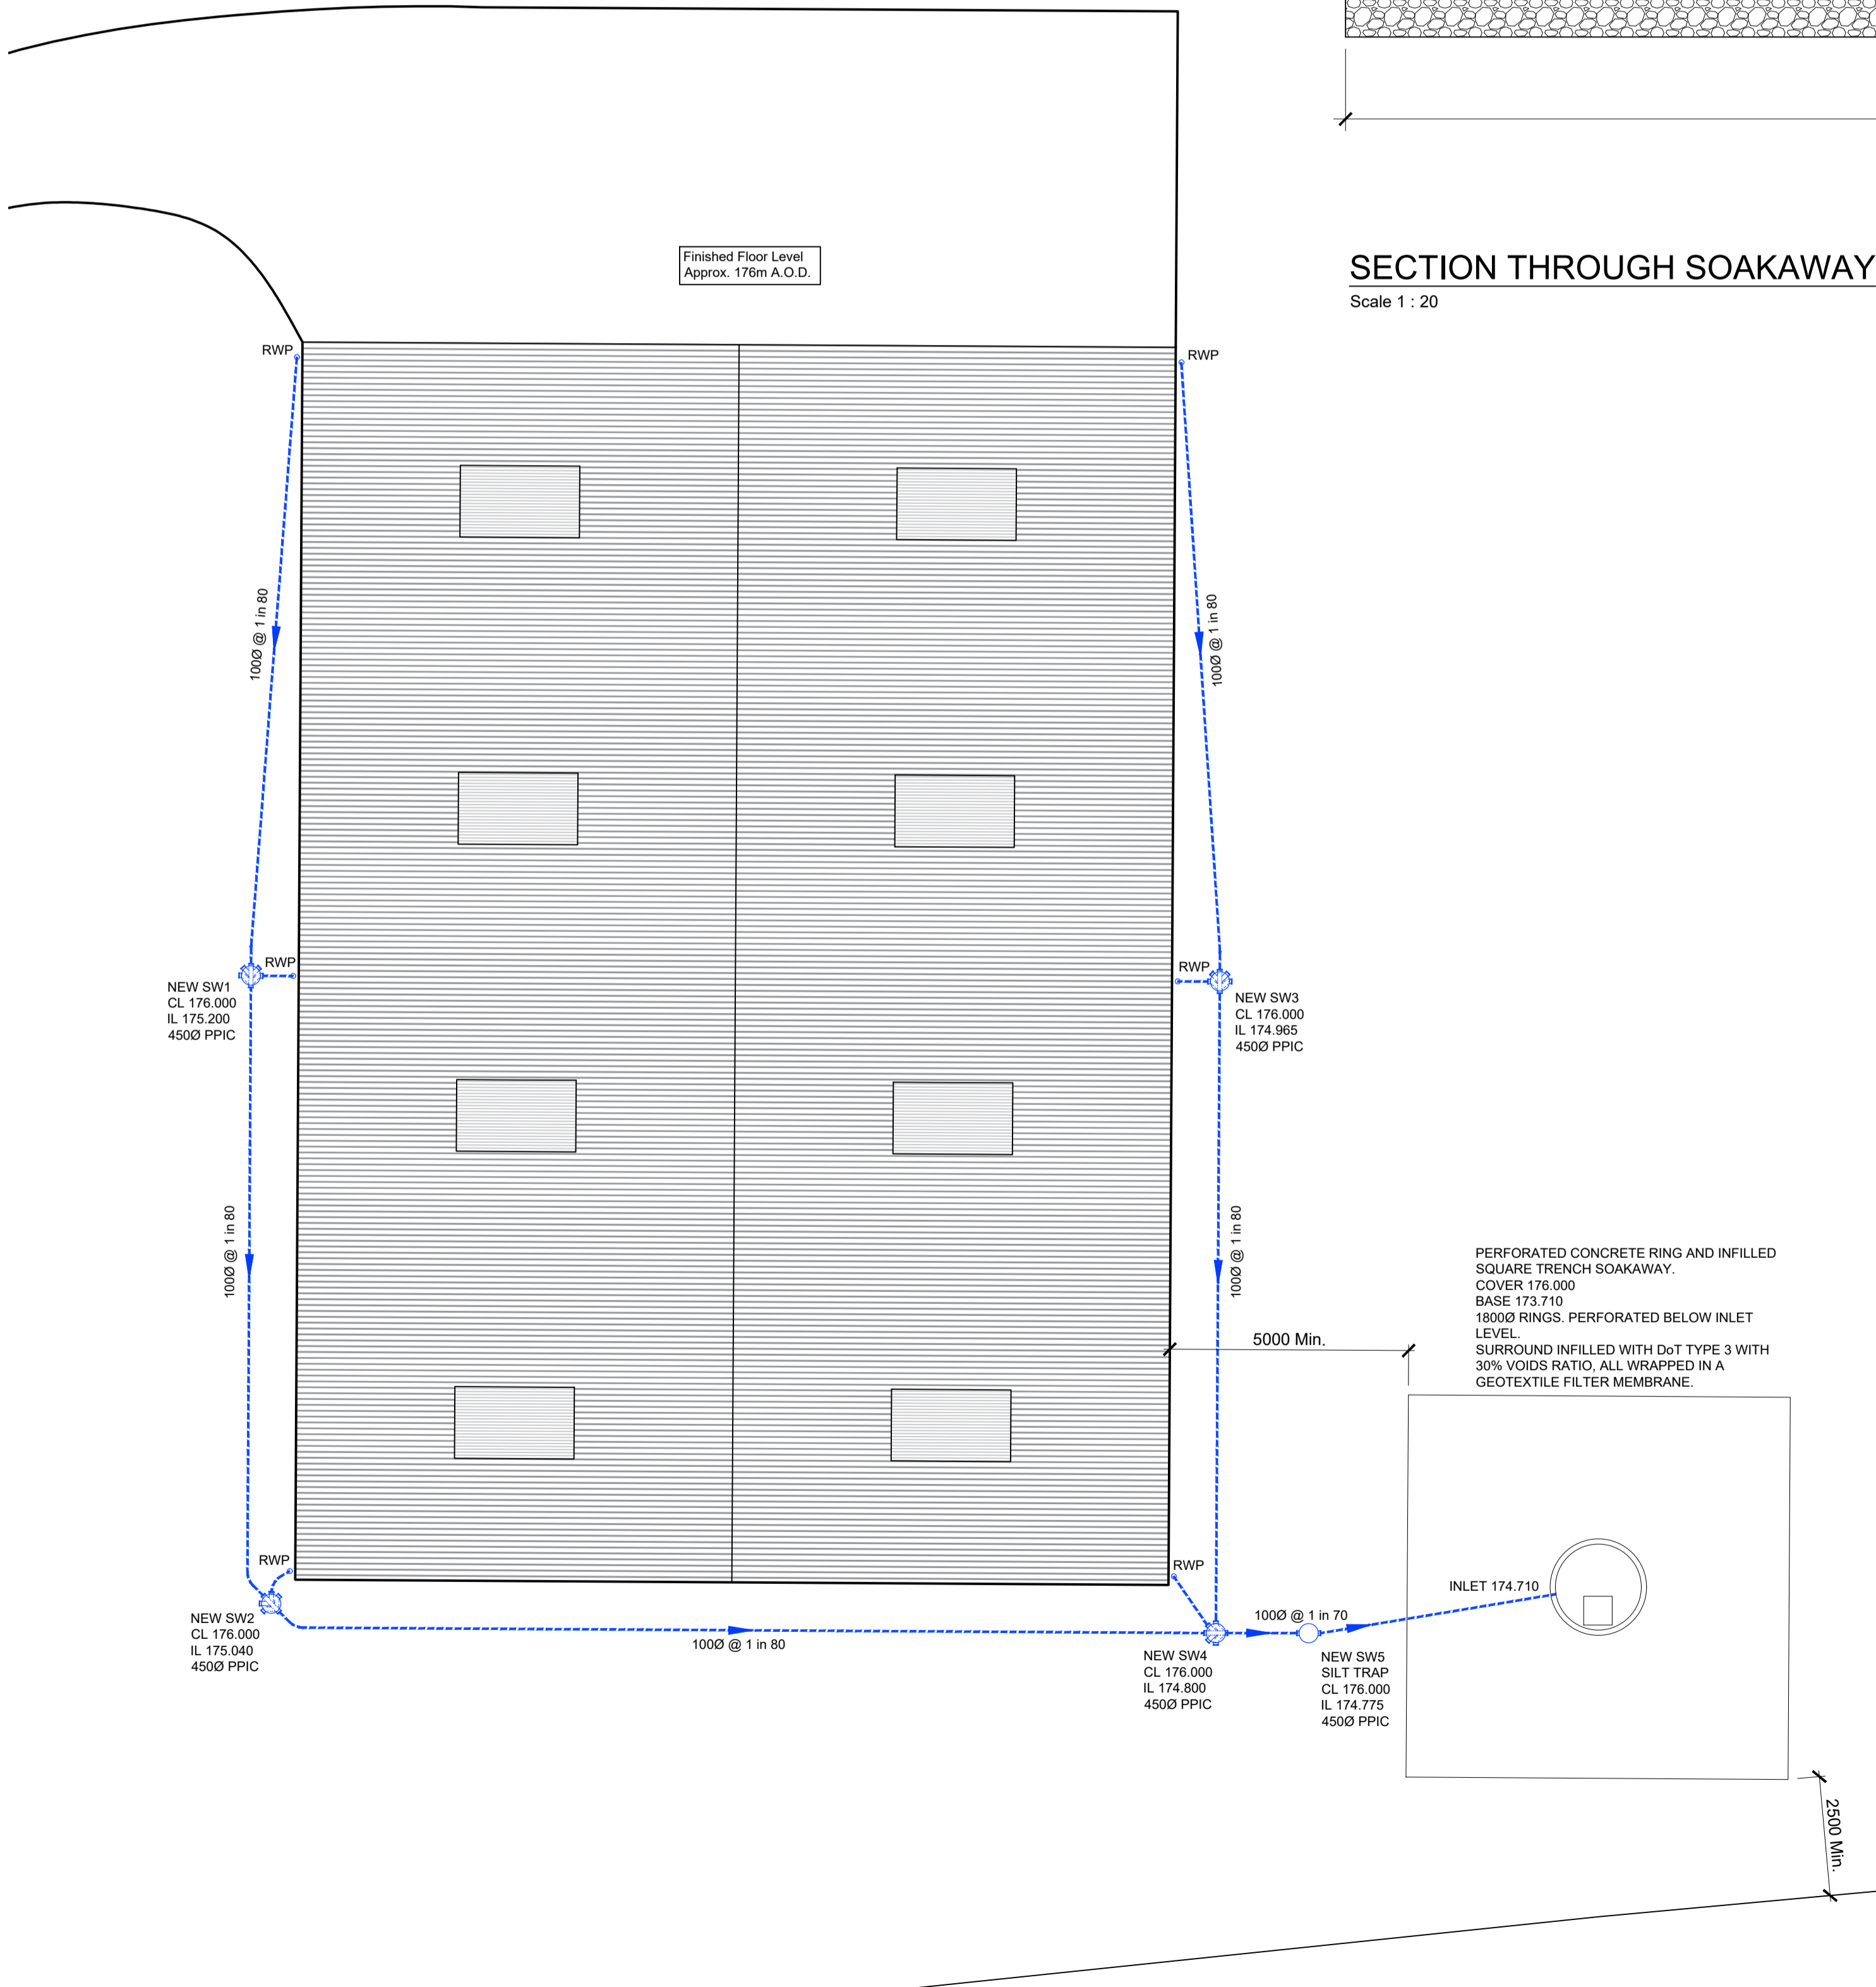 SECTION THROUGH SOAKAWAY
Scale 1 : 20
Finished Floor Level
Approx. 176m A.O.D.
RWP
RWP
100Ø @ 1 in 80
100Ø @ 1 in 80
RWP
NEW SW1
CL 176.000
IL 175.200
450Ø PPIC
RWP
NEW SW3
CL 176.000
IL 174.965
450Ø PPIC
100Ø @ 1 in 80
100Ø @ 1 in 80
PERFORATED CONCRETE RING AND INFILLED
SQUARE TRENCH SOAKAWAY.
COVER 176.000
BASE 173.710
1800Ø RINGS. PERFORATED BELOW INLET
LEVEL.
SURROUND INFILLED WITH DoT TYPE 3 WITH
30% VOIDS RATIO, ALL WRAPPED IN A
GEOTEXTILE FILTER MEMBRANE.
5000 Min.
RWP
NEW SW2
CL 176.000
IL 175.040
450Ø PPIC
100Ø @ 1 in 80
RWP
NEW SW4
CL 176.000
IL 174.800
450Ø PPIC
100Ø @ 1 in 70
NEW SW5
SILT TRAP
CL 176.000
IL 174.775
450Ø PPIC
INLET 174.710
2500 Min.